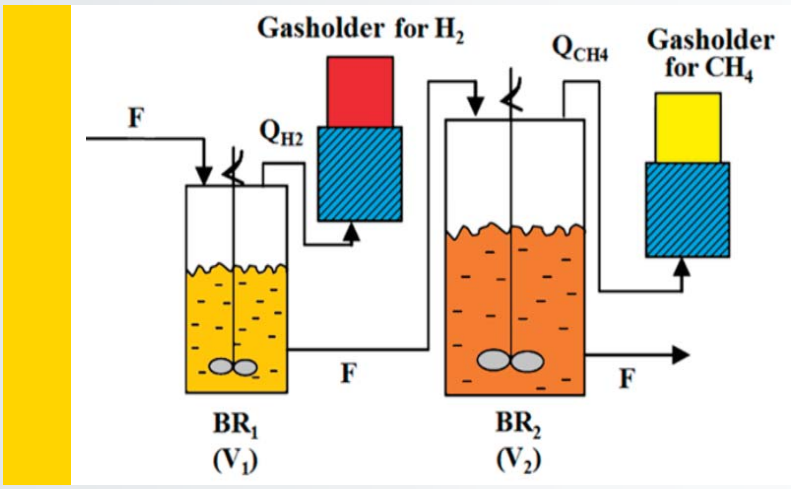 Gasholder for H₂
Q_CH4
Gasholder
for CH₄
F
Q_H2
F
F
BR₁
(V₁)
BR₂
(V₂)